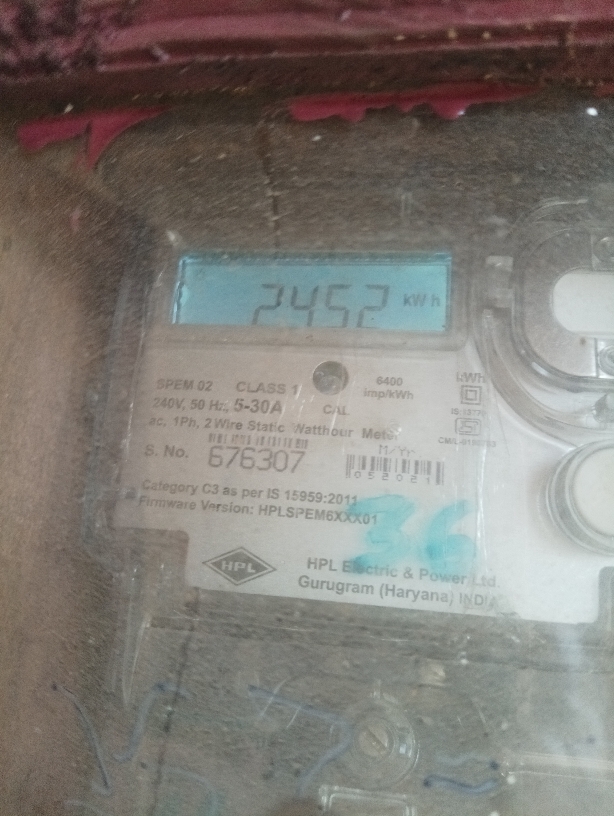 2452 kWh
SPEM 02 CLASS 1
6400
imp/kWh
kWh
240V, 50 Hz, 5-30A
CAL
ac, 1Ph, 2 Wire Static Watthour Meter
S. No. 676307
M/Yr
052021
Category C3 as per IS 15959:2011
Firmware Version: HPLSPEM6XXX01
36
HPL
HPL Electric & Power Ltd.
Gurugram (Haryana) INDIA